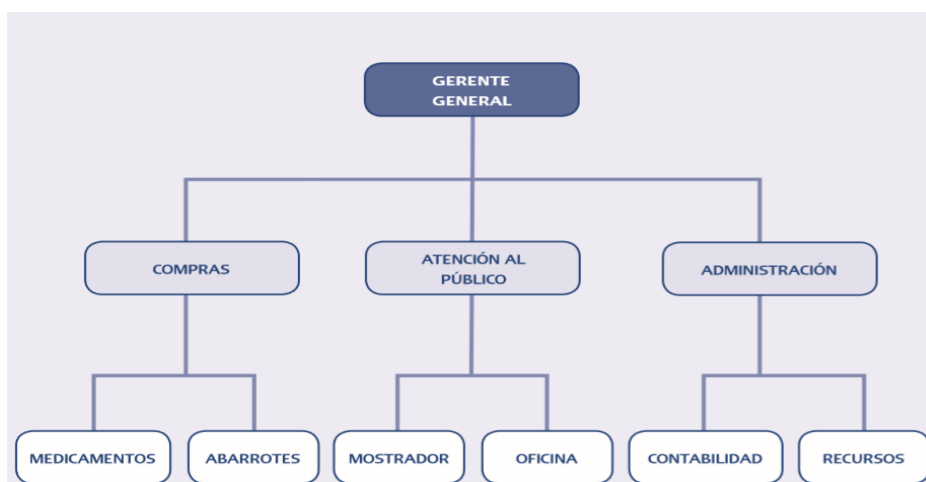 GERENTE
GENERAL
COMPRAS
ATENCIÓN AL
PÚBLICO
ADMINISTRACIÓN
MEDICAMENTOS
ABARROTES
MOSTRADOR
OFICINA
CONTABILIDAD
RECURSOS